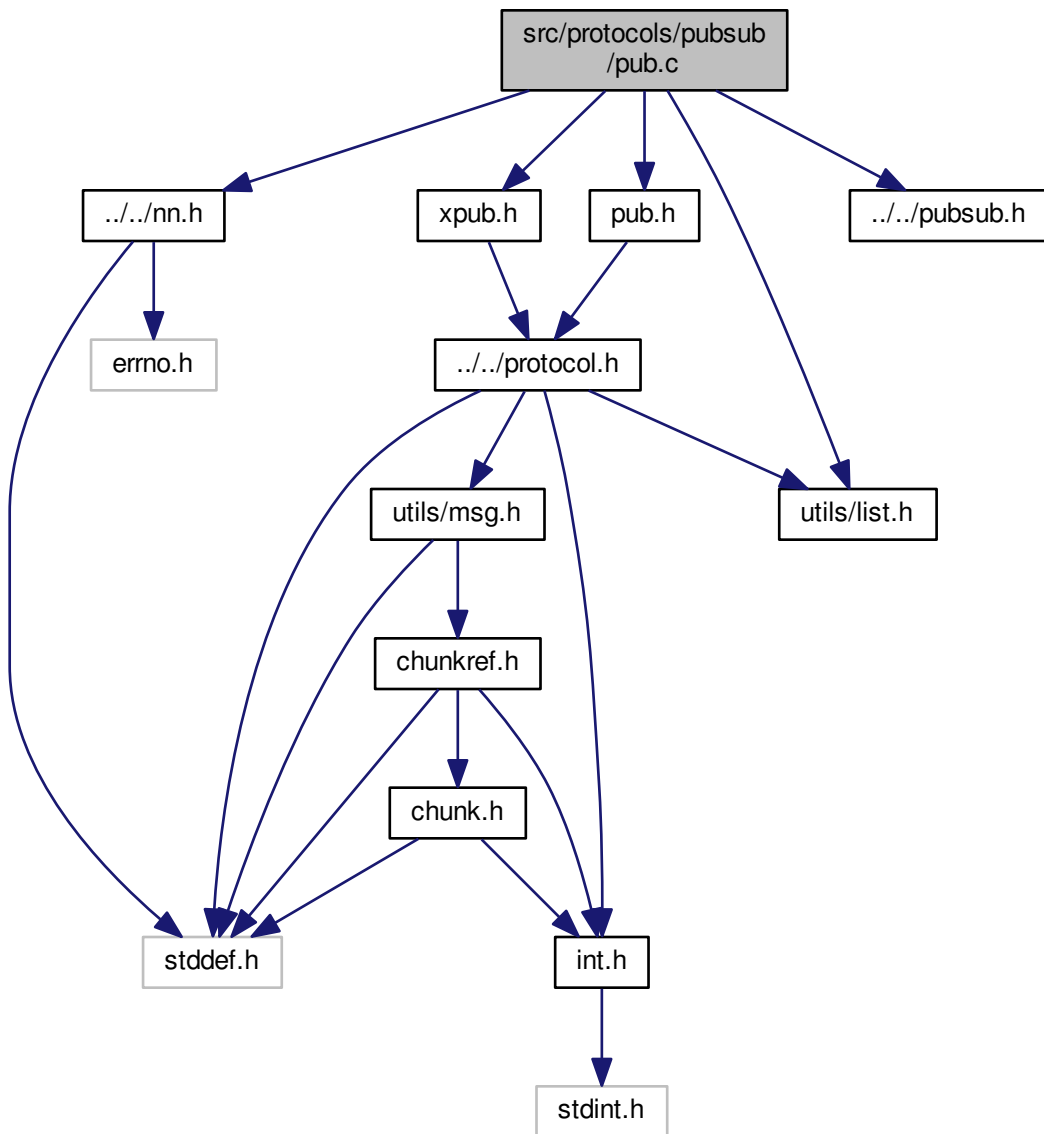 src/protocols/pubsub
/pub.c
../../nn.h
xpub.h
pub.h
../../pubsub.h
errno.h
../../protocol.h
utils/msg.h
utils/list.h
chunkref.h
chunk.h
stddef.h
int.h
stdint.h